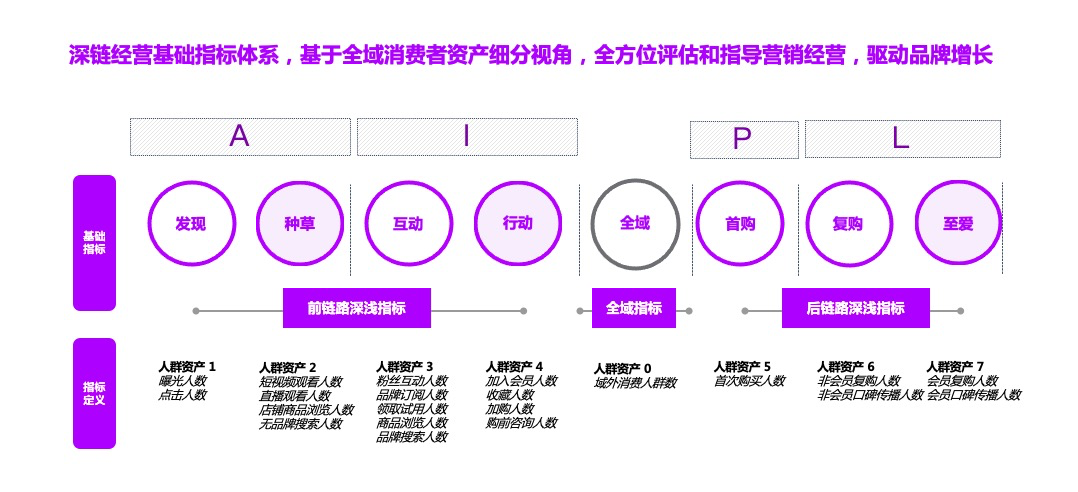 深链经营基础指标体系，基于全域消费者资产细分视角，全方位评估和指导营销经营，驱动品牌增长
A
I
P
L
基础
指标
发现
种草
互动
行动
全域
首购
复购
至爱
前链路深浅指标
全域指标
后链路深浅指标
指标
定义
人群资产 1
曝光人数
点击人数
人群资产 2
短视频观看人数
直播观看人数
店铺商品浏览人数
无品牌搜索人数
人群资产 3
粉丝互动人数
品牌订阅人数
领取试用人数
商品浏览人数
品牌搜索人数
人群资产 4
加入会员人数
收藏人数
加购人数
购前咨询人数
人群资产 0
域外消费人群数
人群资产 5
首次购买人数
人群资产 6
非会员复购人数
非会员口碑传播人数
人群资产 7
会员复购人数
会员口碑传播人数